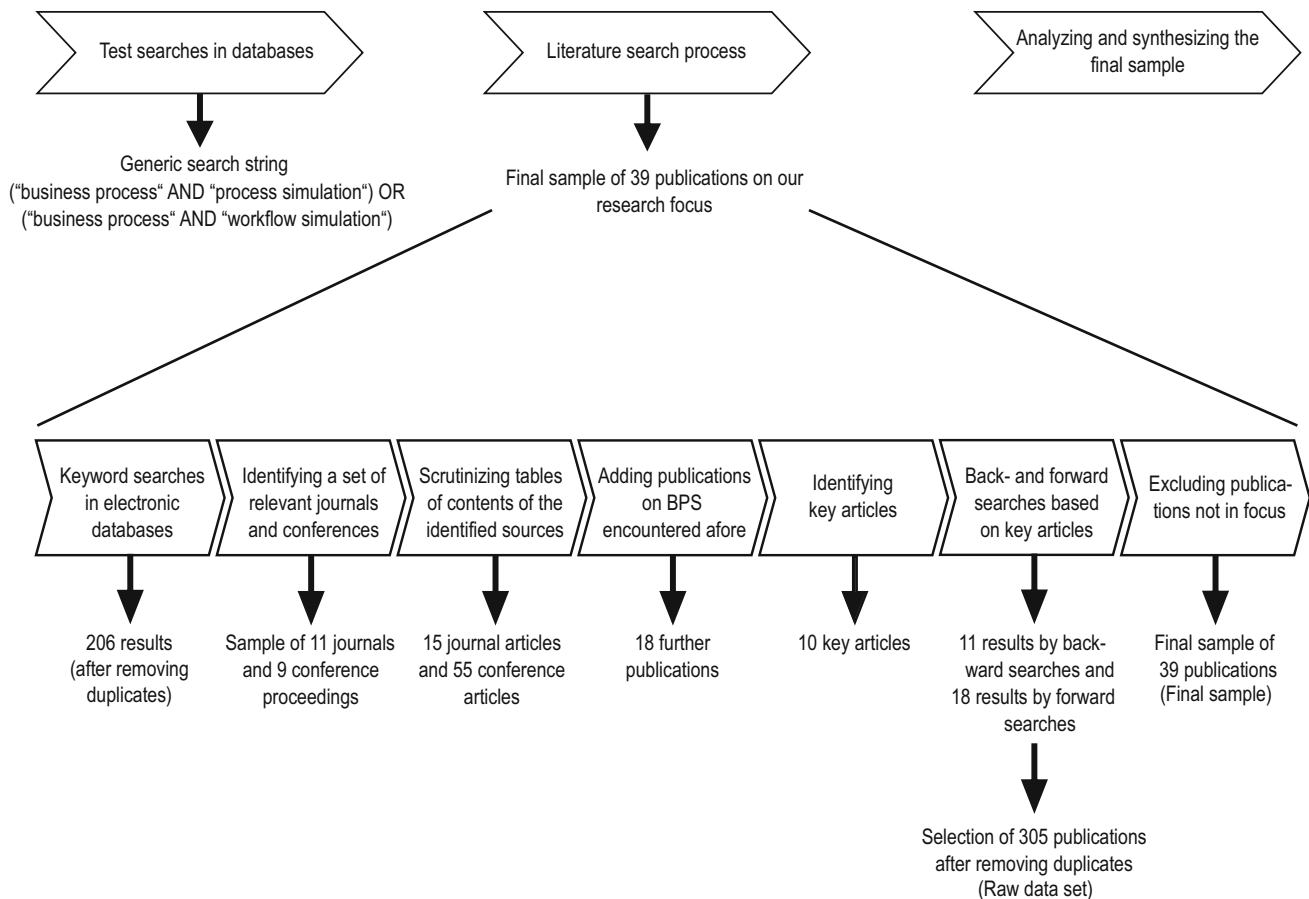 Test searches in databases
Literature search process
Analyzing and synthesizing the
final sample
Generic search string
(“business process“ AND “process simulation“) OR
(“business process“ AND “workflow simulation“)
Final sample of 39 publications on our
research focus
Keyword searches
in electronic
databases
Identifying a set of
relevant journals
and conferences
Scrutinizing tables
of contents of the
identified sources
Adding publications
on BPS
encountered afore
Identifying
key articles
Back- and forward
searches based
on key articles
Excluding publica-
tions not in focus
206 results
(after removing
duplicates)
Sample of 11 journals
and 9 conference
proceedings
15 journal articles
and 55 conference
articles
18 further
publications
10 key articles
11 results by back-
ward searches and
18 results by forward
searches
Final sample of
39 publications
(Final sample)
Selection of 305 publications
after removing duplicates
(Raw data set)